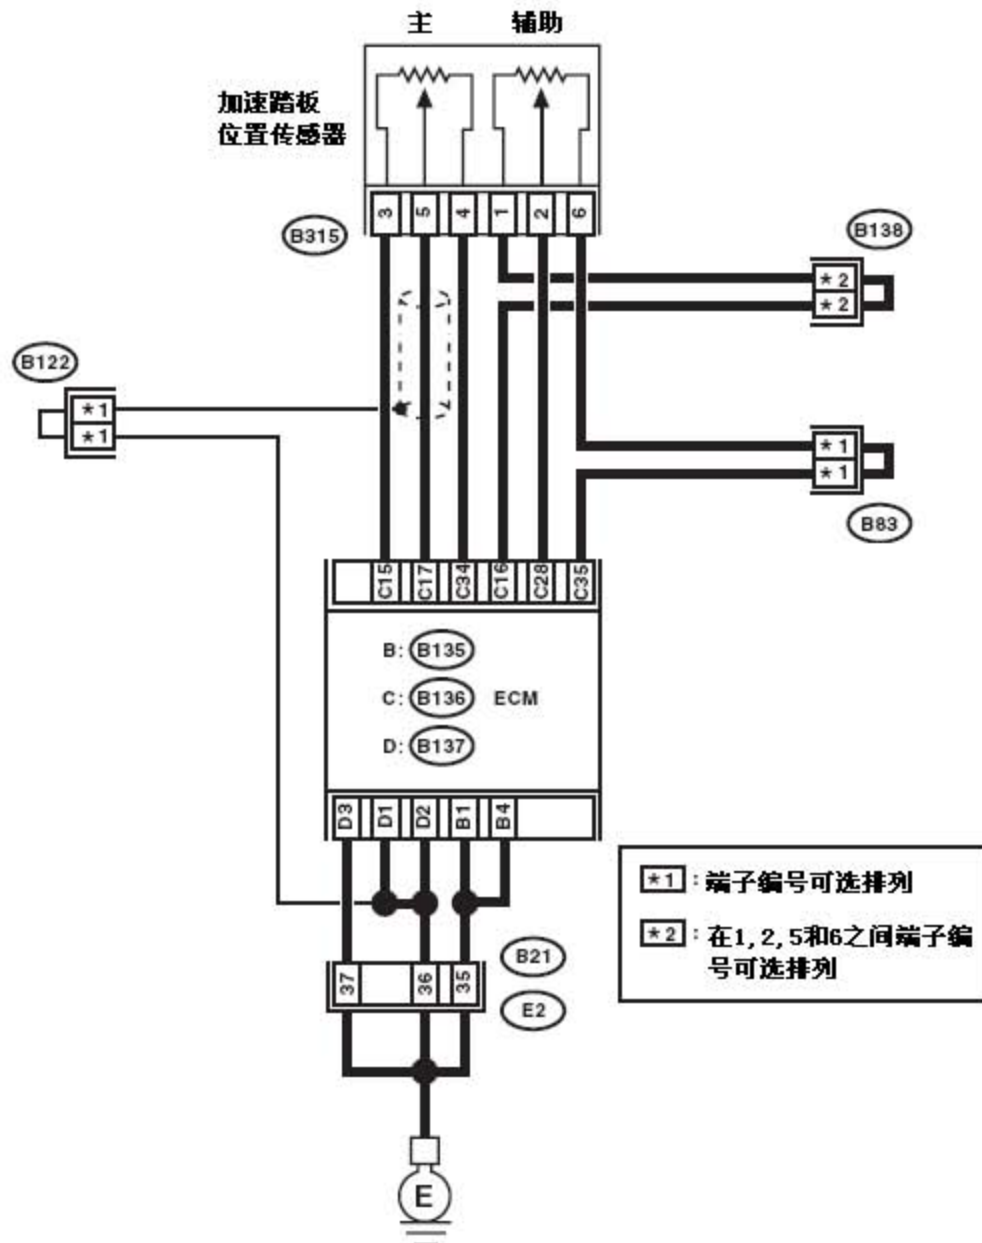 主 辅助
加速踏板
位置传感器
3 5 4 1 2 6
B315
B138
*2
*2
B122
*1
*1
*1
*1
B83
C15 C17 C34 C16 C28 C35
B: B135
C: B136 ECM
D: B137
D3 D1 D2 B1 B4
*1 : 端子编号可选排列
*2 : 在1,2,5和6之间端子编
号可选排列
B21
37 36 35
E2
E